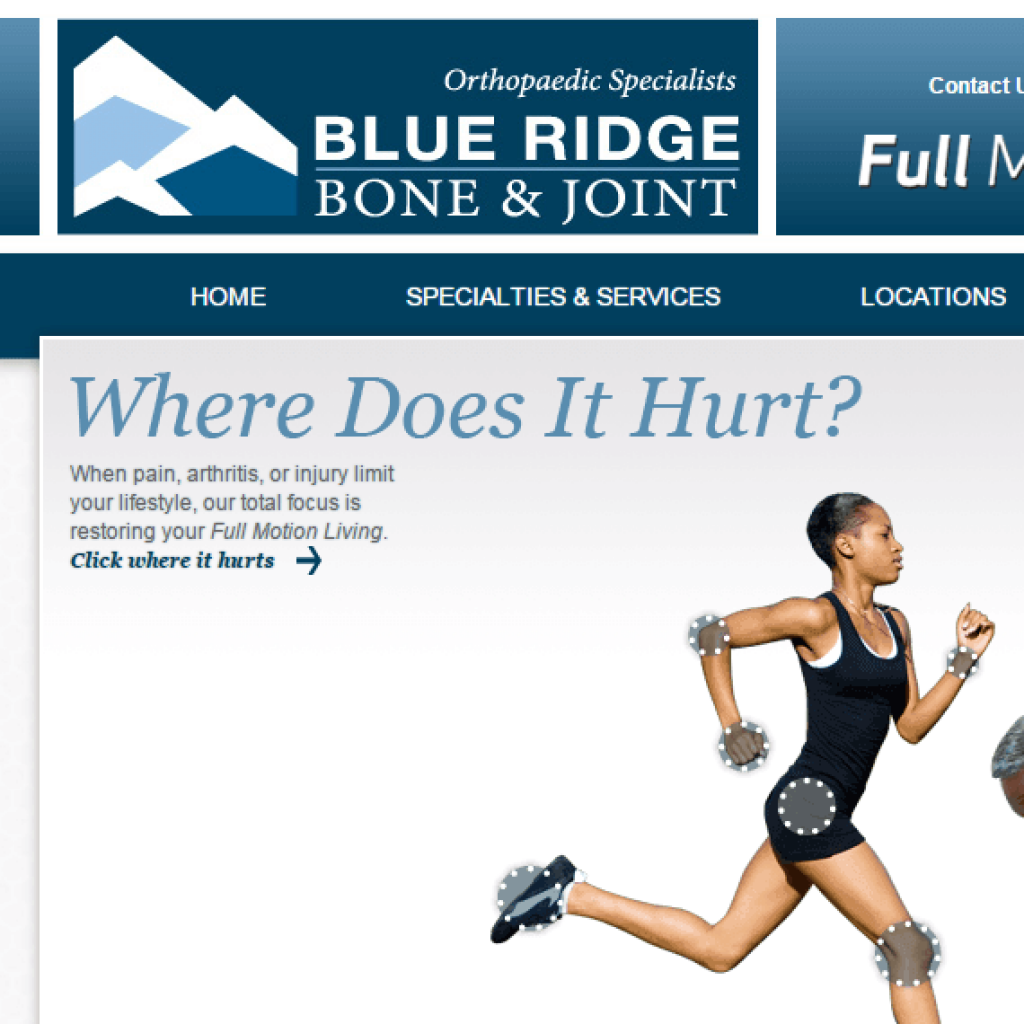 Orthopaedic Specialists
BLUE RIDGE
BONE & JOINT
Contact
Full
HOME
SPECIALTIES & SERVICES
LOCATIONS
Where Does It Hurt?
When pain, arthritis, or injury limit
your lifestyle, our total focus is
restoring your Full Motion Living.
Click where it hurts